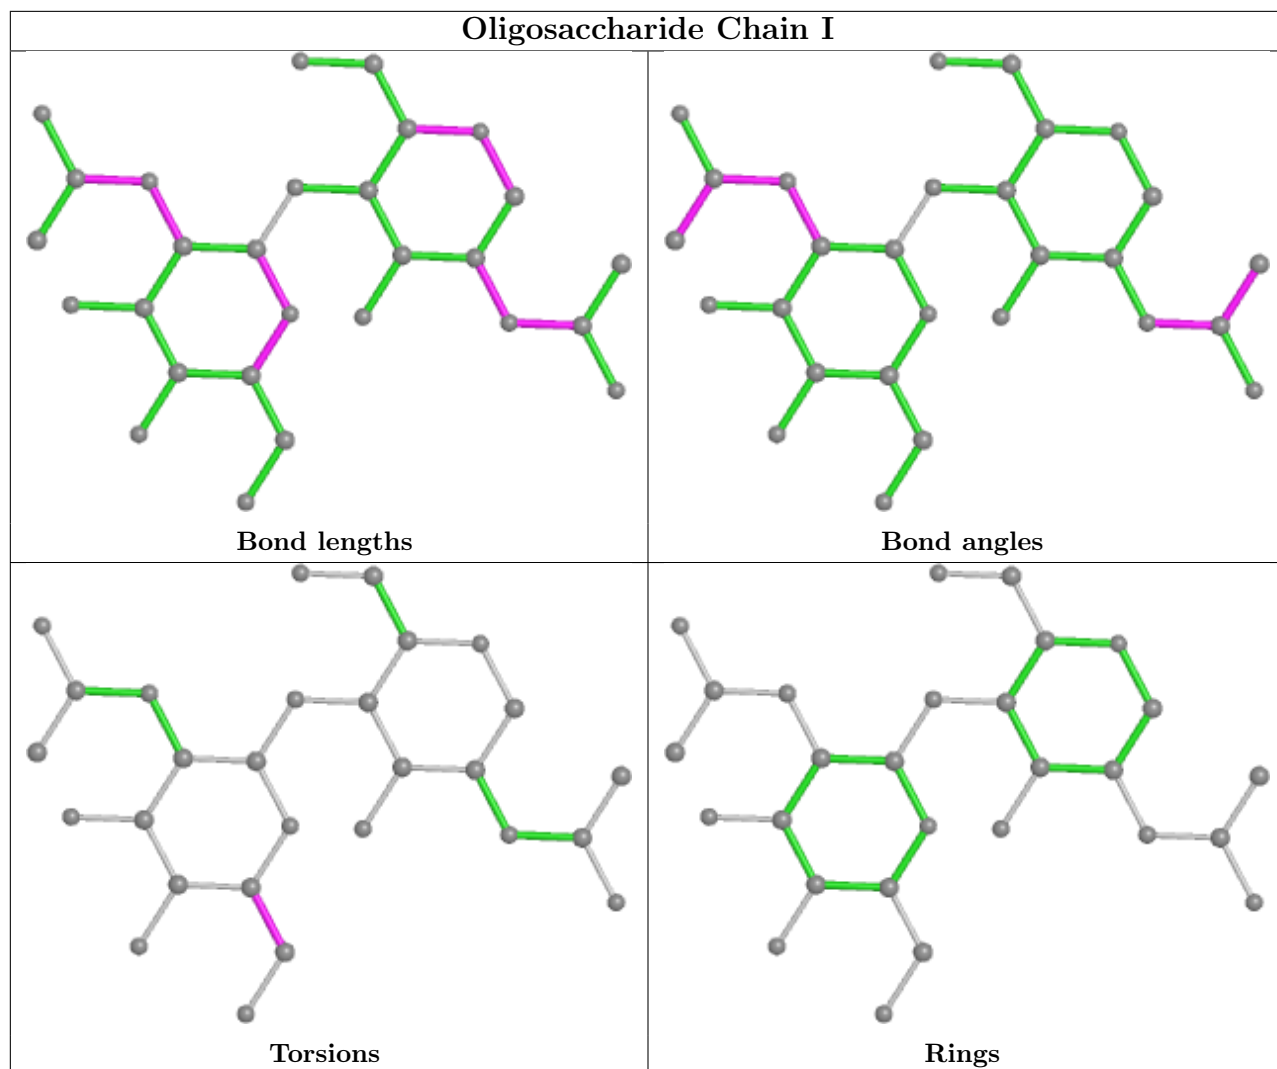 Oligosaccharide Chain I
Bond lengths
Bond angles
Torsions
Rings